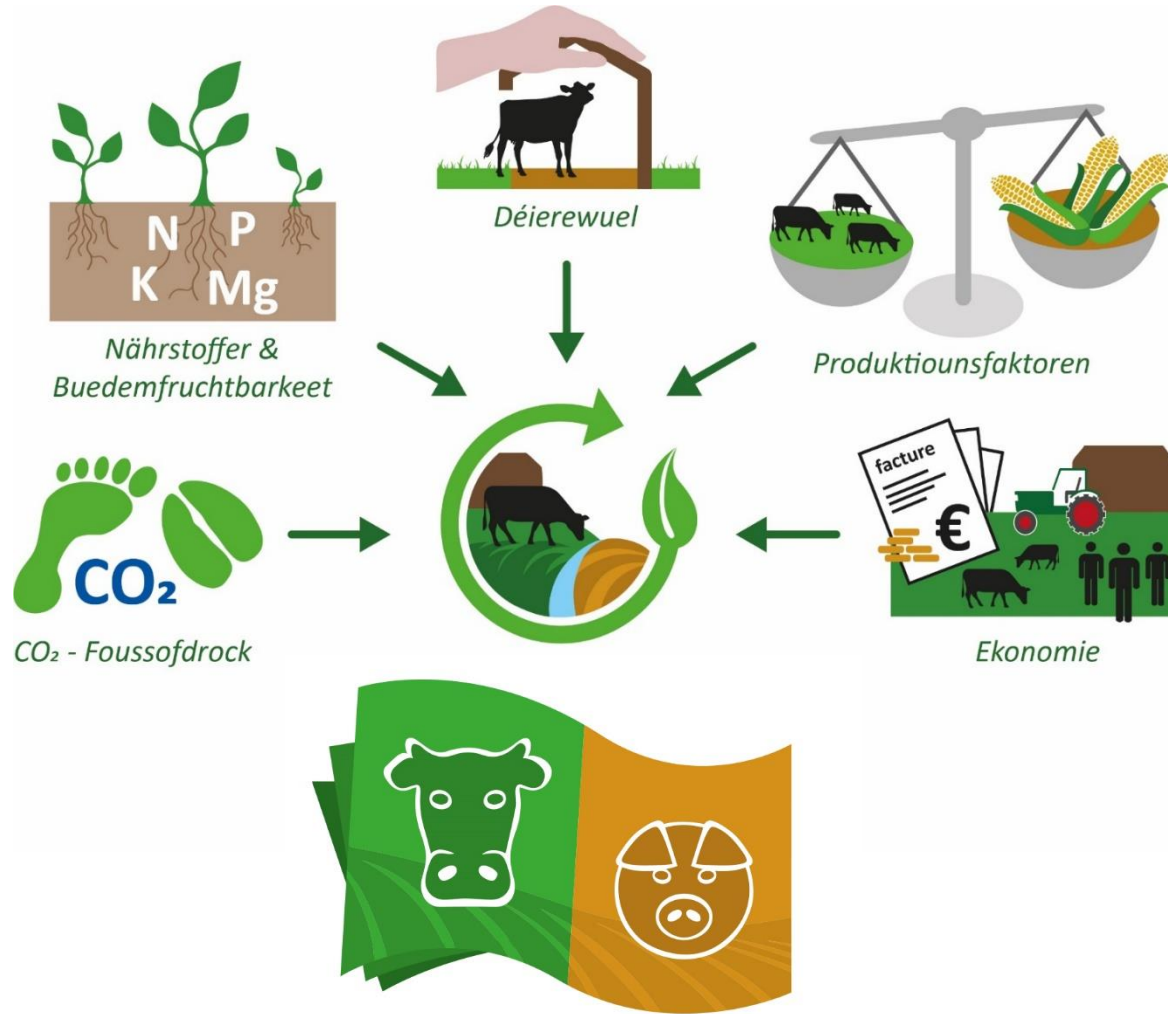 Déierewuel
N P
K Mg
Nährstoffer &
Buedemfruchtbarkeet
Produktiounsfaktoren
CO₂
CO₂ - Foussofdrock
facture
€
Ekonomie